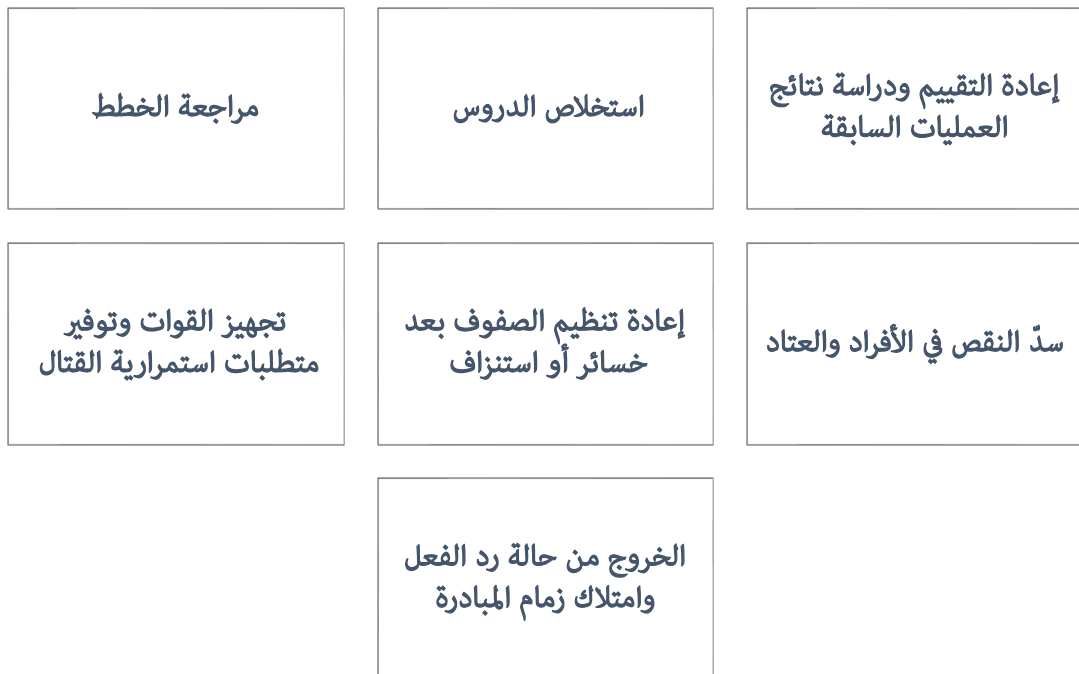 إعادة التقييم ودراسة نتائج
العمليات السابقة
استخلاص الدروس
مراجعة الخطط
سدّ النقص في الأفراد والعتاد
إعادة تنظيم الصفوف بعد
خسائر أو استنزاف
تجهيز القوات وتوفير
متطلبات استمرارية القتال
الخروج من حالة رد الفعل
وامتلاك زمام المبادرة